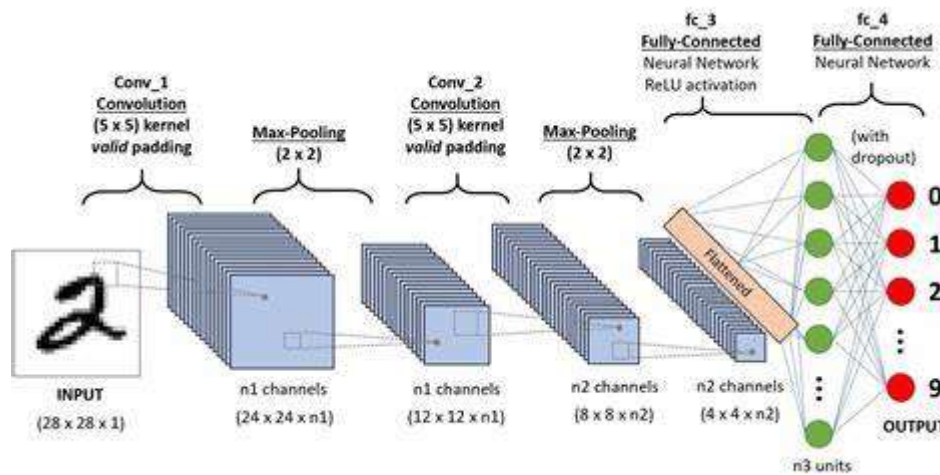 fc_3
Fully-Connected
Neural Network
ReLU activation
fc_4
Fully-Connected
Neural Network
Conv_1
Convolution
(5 x 5) kernel
valid padding
Max-Pooling
(2 x 2)
Conv_2
Convolution
(5 x 5) kernel
valid padding
Max-Pooling
(2 x 2)
(with
dropout)
Flattened
0
1
2
9
2
INPUT
(28 x 28 x 1)
n1 channels
(24 x 24 x n1)
n1 channels
(12 x 12 x n1)
n2 channels
(8 x 8 x n2)
n2 channels
(4 x 4 x n2)
OUTPUT
n3 units